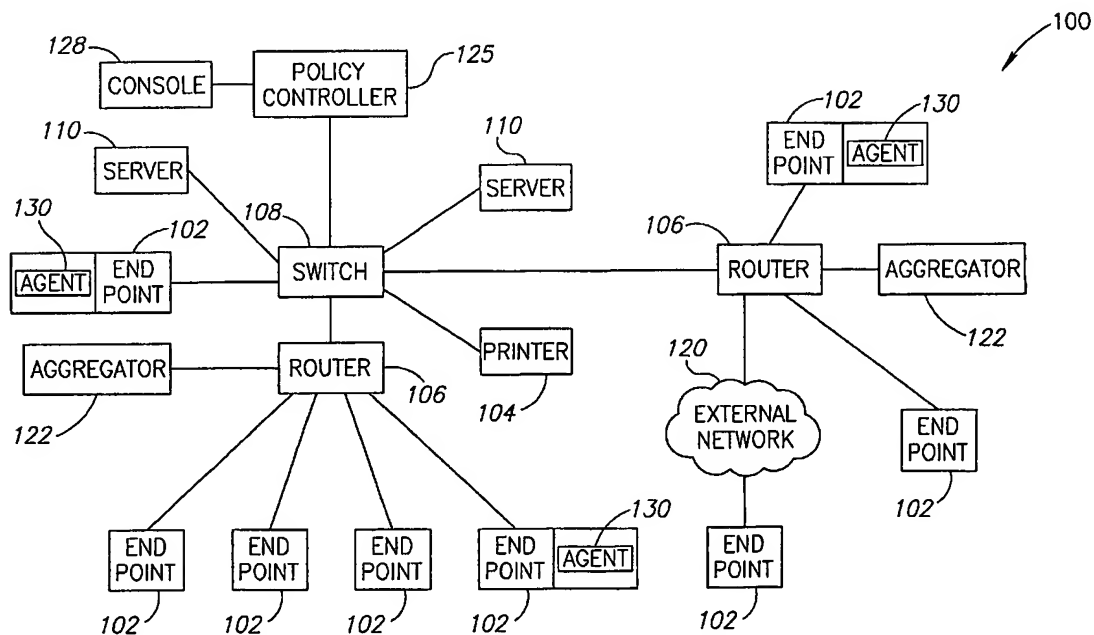 100
128
CONSOLE
POLICY
CONTROLLER
125
110
SERVER
110
SERVER
102
130
END
POINT
AGENT
130
102
AGENT
END
POINT
108
SWITCH
106
ROUTER
AGGREGATOR
122
AGGREGATOR
122
ROUTER
106
PRINTER
104
120
EXTERNAL
NETWORK
END
POINT
102
END
POINT
102
END
POINT
102
END
POINT
102
END
POINT
102
130
AGENT
END
POINT
102